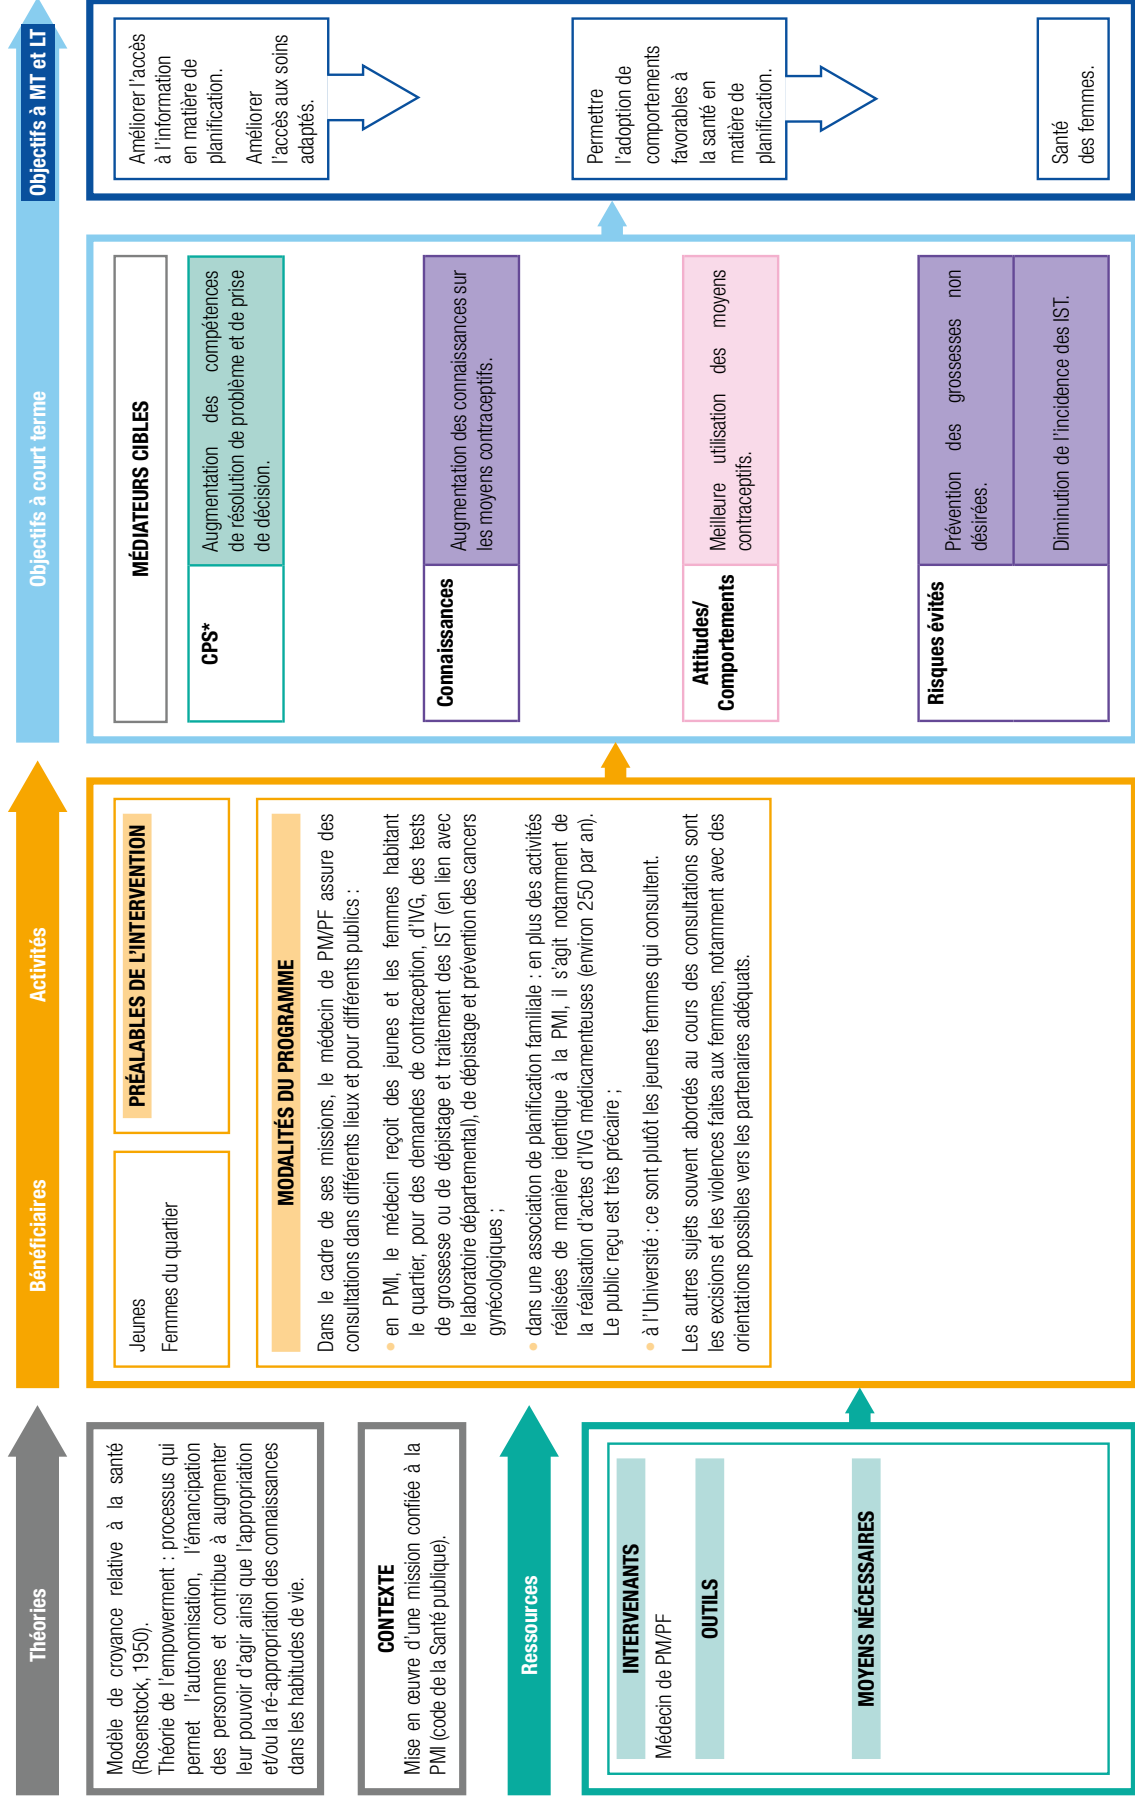 Théories
Modèle de croyance relative à la santé
(Rosenstock, 1950).
Théorie de l'empowerment : processus qui
permet l'autonomisation, l'émancipation
des personnes et contribue à augmenter
leur pouvoir d'agir ainsi que l'appropriation
et/ou la ré-appropriation des connaissances
dans les habitudes de vie.
CONTEXTE
Mise en œuvre d'une mission confiée à la
PMI (code de la Santé publique).
Ressources
INTERVENANTS
Médecin de PM/PF
OUTILS
MOYENS NÉCESSAIRES
Bénéficiaires
Activités
Jeunes
Femmes du quartier
PRÉALABLES DE L'INTERVENTION
MODALITÉS DU PROGRAMME
Dans le cadre de ses missions, le médecin de PM/PF assure des
consultations dans différents lieux et pour différents publics :
• en PMI, le médecin reçoit des jeunes et les femmes habitant
le quartier, pour des demandes de contraception, d'IVG, des tests
de grossesse ou de dépistage et traitement des IST (en lien avec
le laboratoire départemental), de dépistage et prévention des cancers
gynécologiques ;
• dans une association de planification familiale : en plus des activités
réalisées de manière identique à la PMI, il s'agit notamment de
la réalisation d'actes d'IVG médicamenteuses (environ 250 par an).
Le public reçu est très précaire ;
• à l'Université : ce sont plutôt les jeunes femmes qui consultent.
Les autres sujets souvent abordés au cours des consultations sont
les excisions et les violences faites aux femmes, notamment avec des
orientations possibles vers les partenaires adéquats.
Objectifs à court terme
MÉDIATEURS CIBLES
CPS*
Augmentation des compétences
de résolution de problème et de prise
de décision.
Connaissances
Augmentation des connaissances sur
les moyens contraceptifs.
Attitudes/
Comportements
Meilleure utilisation des moyens
contraceptifs.
Risques évités
Prévention des grossesses non
désirées.
Diminution de l'incidence des IST.
Objectifs à MT et LT
Améliorer l'accès
à l'information
en matière de
planification.
Améliorer
l'accès aux soins
adaptés.
Permettre
l'adoption de
comportements
favorables à
la santé en
matière de
planification.
Santé
des femmes.